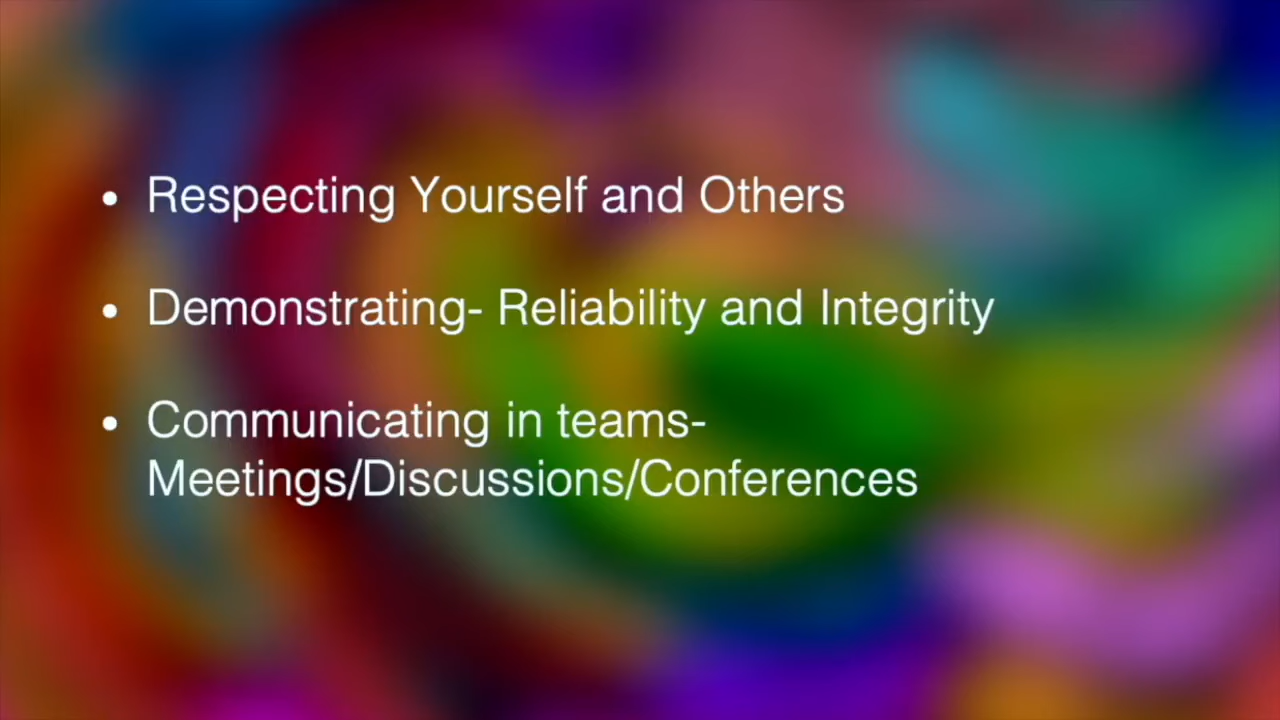 • Respecting Yourself and Others
• Demonstrating- Reliability and Integrity
• Communicating in teams-
Meetings/Discussions/Conferences